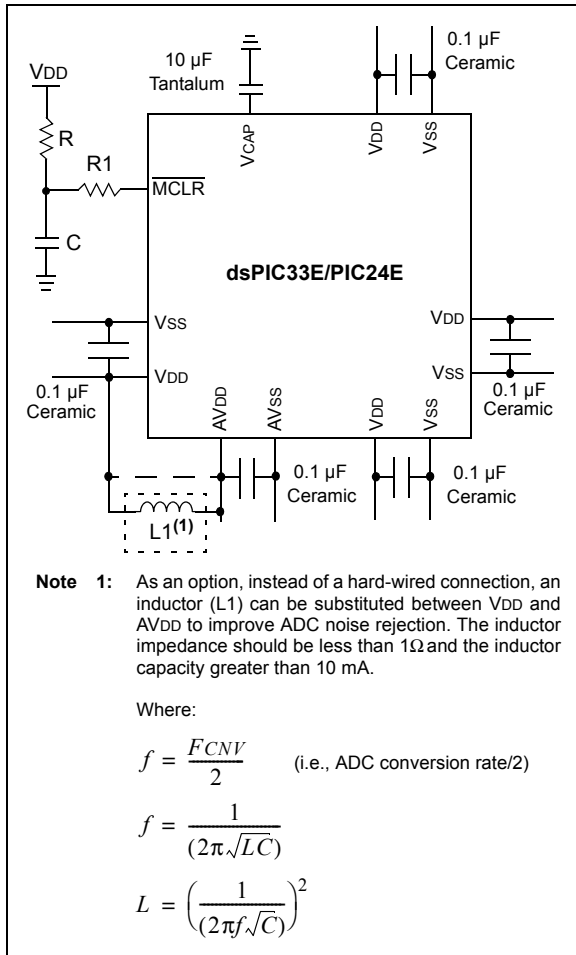 VDD
10 µF
Tantalum
0.1 µF
Ceramic
R
R1
VCAP
VDD
VSS
MCLR
C
dsPIC33E/PIC24E
VSS
VDD
VDD
VSS
0.1 µF
Ceramic
0.1 µF
Ceramic
AVDD
AVSS
VDD
VSS
0.1 µF
Ceramic
0.1 µF
Ceramic
L1(1)
Note 1: As an option, instead of a hard-wired connection, an
inductor (L1) can be substituted between VDD and
AVDD to improve ADC noise rejection. The inductor
impedance should be less than 1Ω and the inductor
capacity greater than 10 mA.
Where:
f = FCNV / 2 (i.e., ADC conversion rate/2)
f = 1 / (2π√LC)
L = (1 / (2πf√C))²